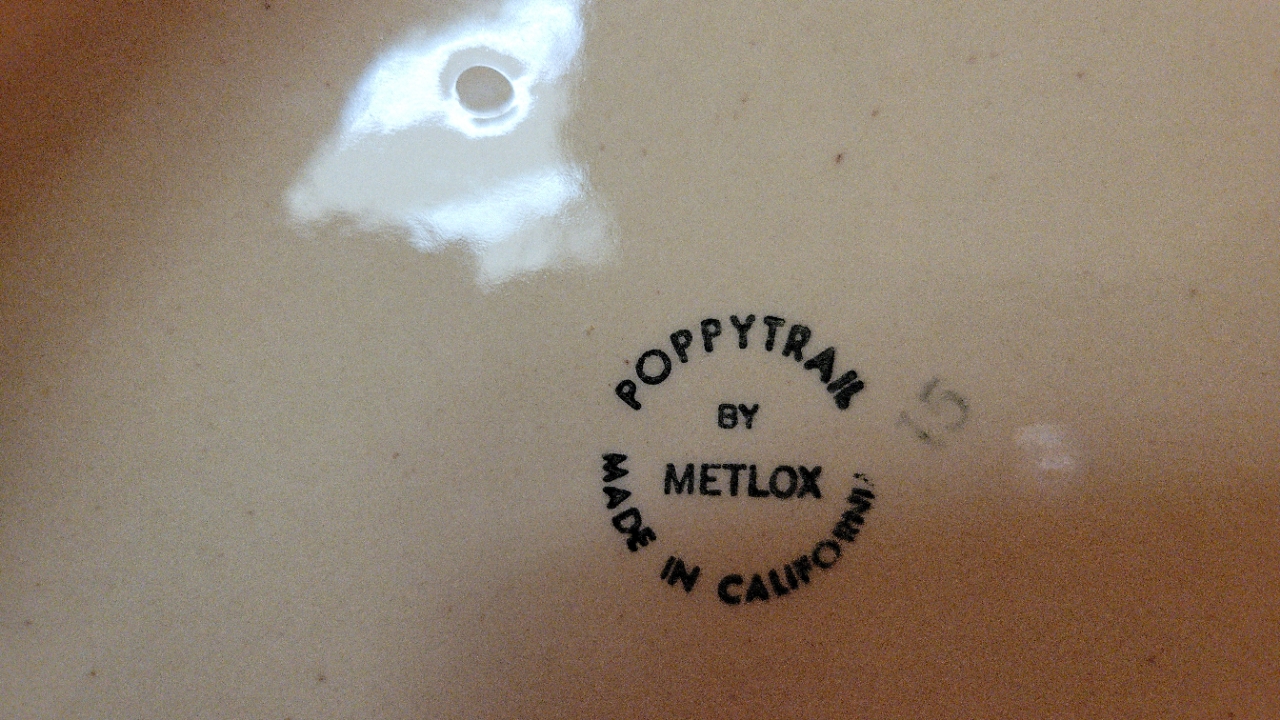 POPPYTRAIL
BY
METLOX
MADE IN CALIFORNIA
15